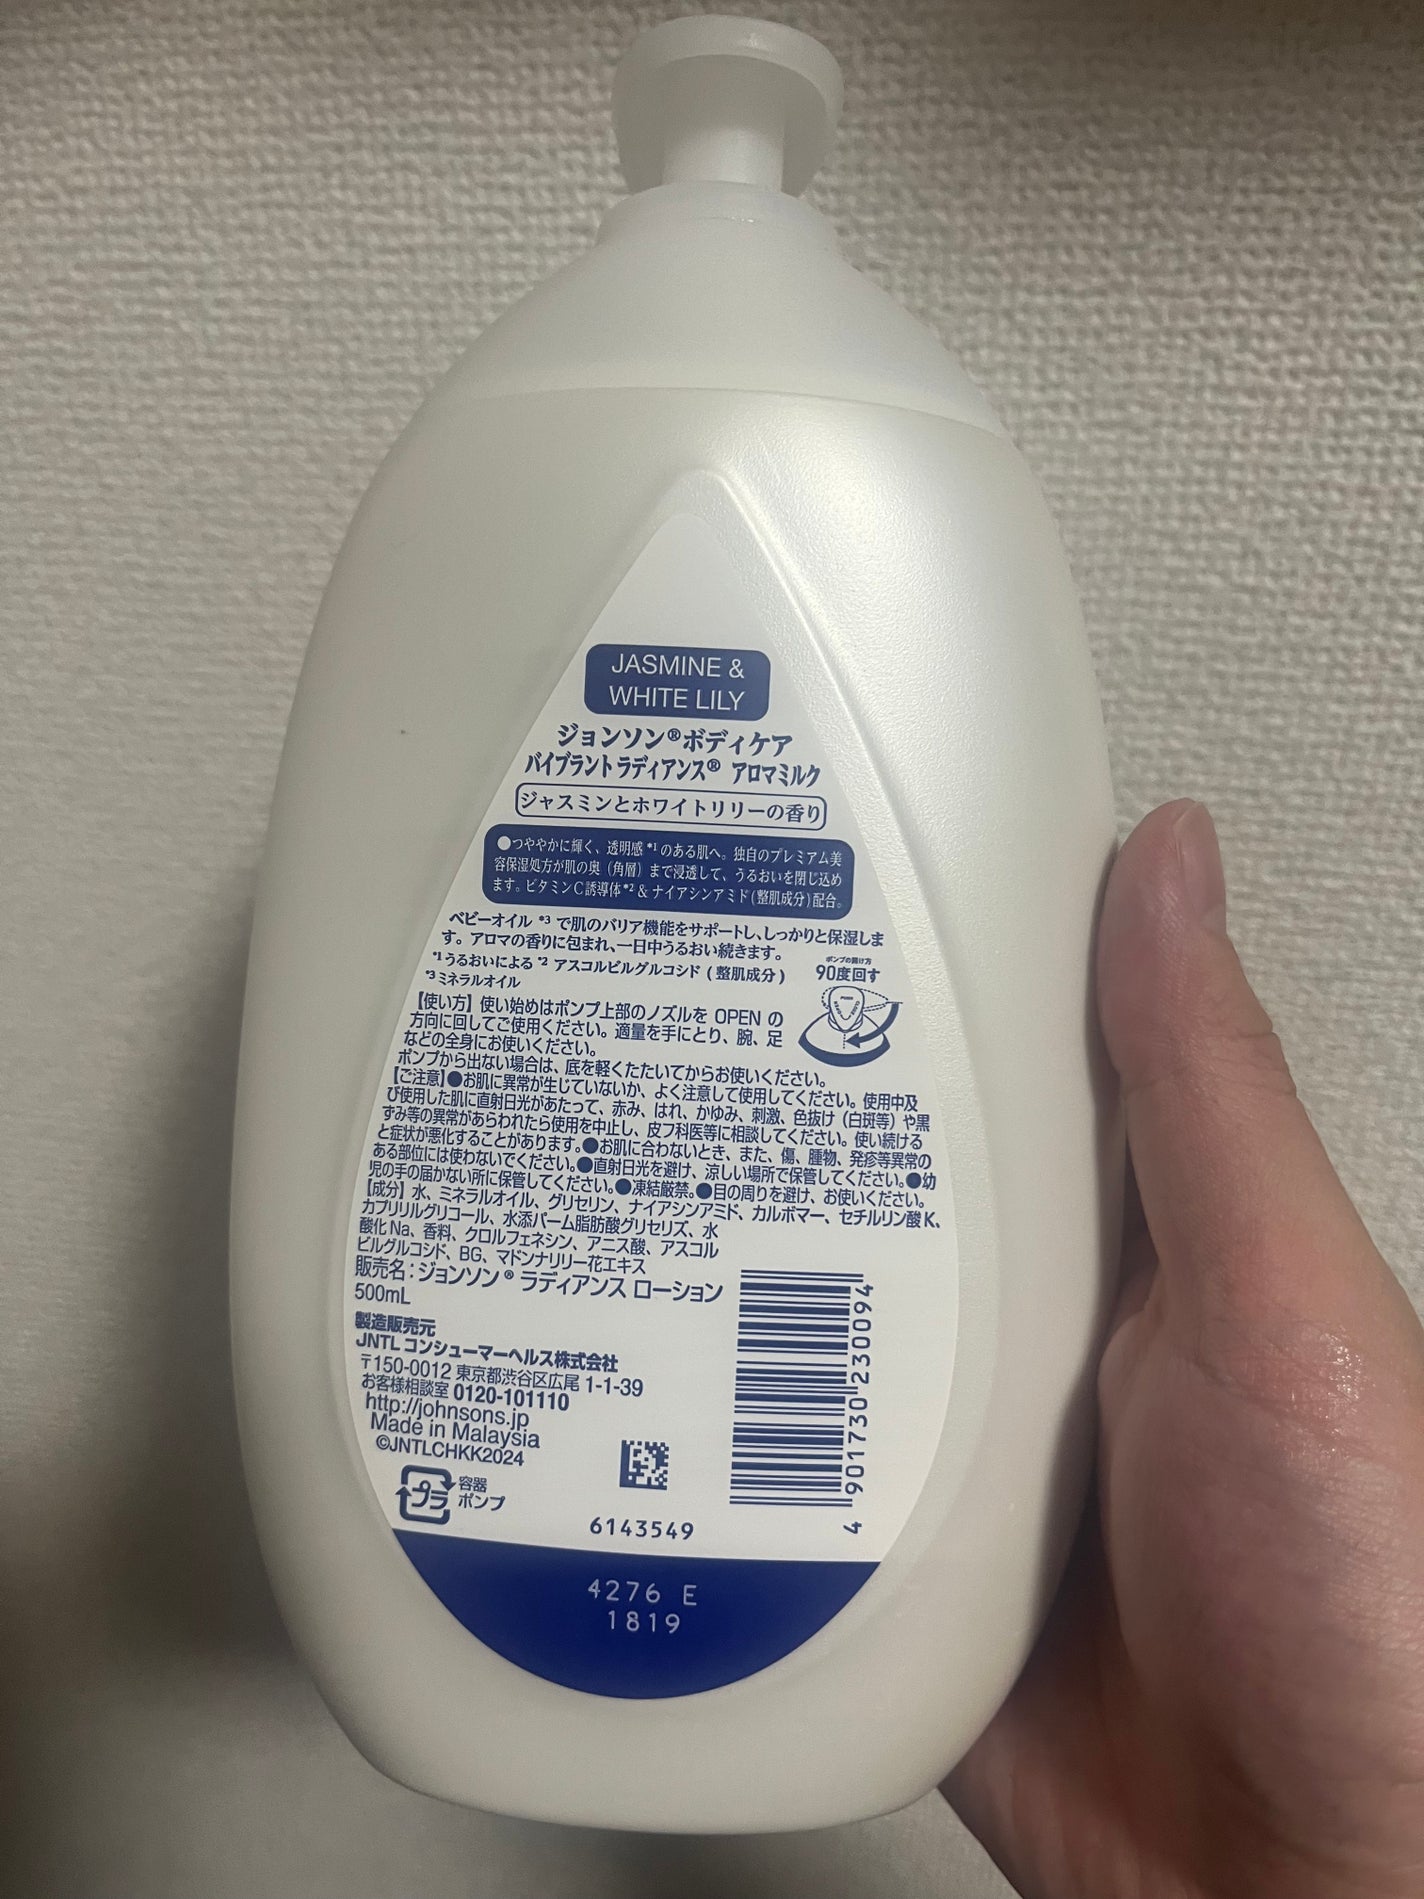 JASMINE &
WHITE LILY
ジョンソン®ボディケア
バイブラントラディアンス® アロマミルク
ジャスミンとホワイトリリーの香り
●つややかに輝く、透明感*1のある肌へ。独自のプレミアム美
容保湿処方が肌の奥(角層)まで浸透して、うるおいを閉じ込め
ます。ビタミンC誘導体*2&ナイアシンアミド(整肌成分)配合。
ベビーオイル*3で肌のバリア機能をサポートし、しっかりと保湿しま
す。アロマの香りに包まれ、一日中うるおい続きます。
*1うるおいによる *2 アスコルビルグルコシド(整肌成分)
*3ミネラルオイル
ポンプの開け方
90度回す
【使い方】使い始めはポンプ上部のノズルを OPEN の
方向に回してご使用ください。適量を手にとり、腕、足
などの全身にお使いください。
ポンプから出ない場合は、底を軽くたたいてからお使いください。
【ご注意】●お肌に異常が生じていないか、よく注意して使用してください。使用中及
び使用した肌に直射日光があたって、赤み、はれ、かゆみ、刺激、色抜け(白斑等)や黒
ずみ等の異常があらわれたら使用を中止し、皮フ科医等に相談してください。使い続ける
と症状が悪化することがあります。●お肌に合わないとき、また、傷、腫物、発疹等異常の
ある部位には使わないでください。●直射日光を避け、涼しい場所で保管してください。●幼
児の手の届かない所に保管してください。●凍結厳禁。●目の周りを避け、お使いください。
【成分】水、ミネラルオイル、グリセリン、ナイアシンアミド、カルボマー、セチルリン酸K、
カプリリルグリコール、水添パーム脂肪酸グリセリズ、水
酸化Na、香料、クロルフェネシン、アニス酸、アスコル
ビルグルコシド、BG、マドンナリリー花エキス
販売名:ジョンソン® ラディアンス ローション
500mL
製造販売元
JNTL コンシューマーヘルス株式会社
〒150-0012 東京都渋谷区広尾 1-1-39
お客様相談室 0120-101110
http://johnsons.jp
Made in Malaysia
©JNTLCHKK2024
プラ
容器
ポンプ
6143549
4 901730 230094
4276 E
1819